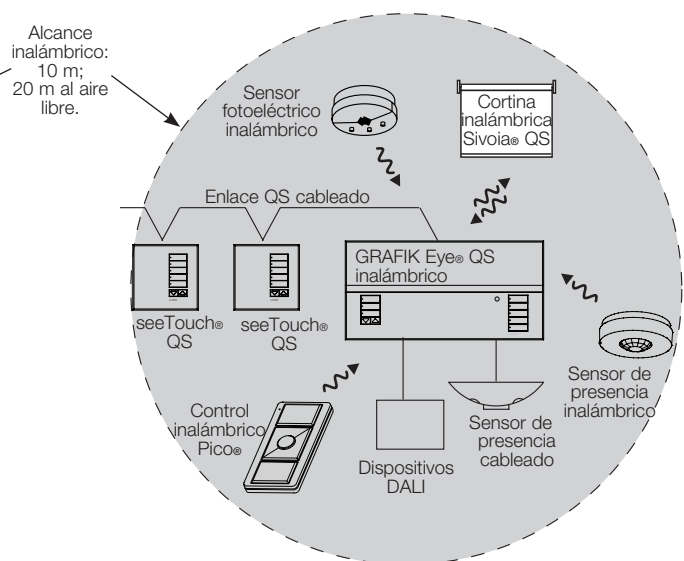 Alcance
inalámbrico:
10 m;
20 m al aire
libre.
Sensor
fotoeléctrico
inalámbrico
Cortina
inalámbrica
Sivoia® QS
Enlace QS cableado
GRAFIK Eye® QS
inalámbrico
seeTouch®
QS
seeTouch®
QS
Sensor de
presencia
inalámbrico
Control
inalámbrico
Pico®
Sensor de
presencia
cableado
Dispositivos
DALI